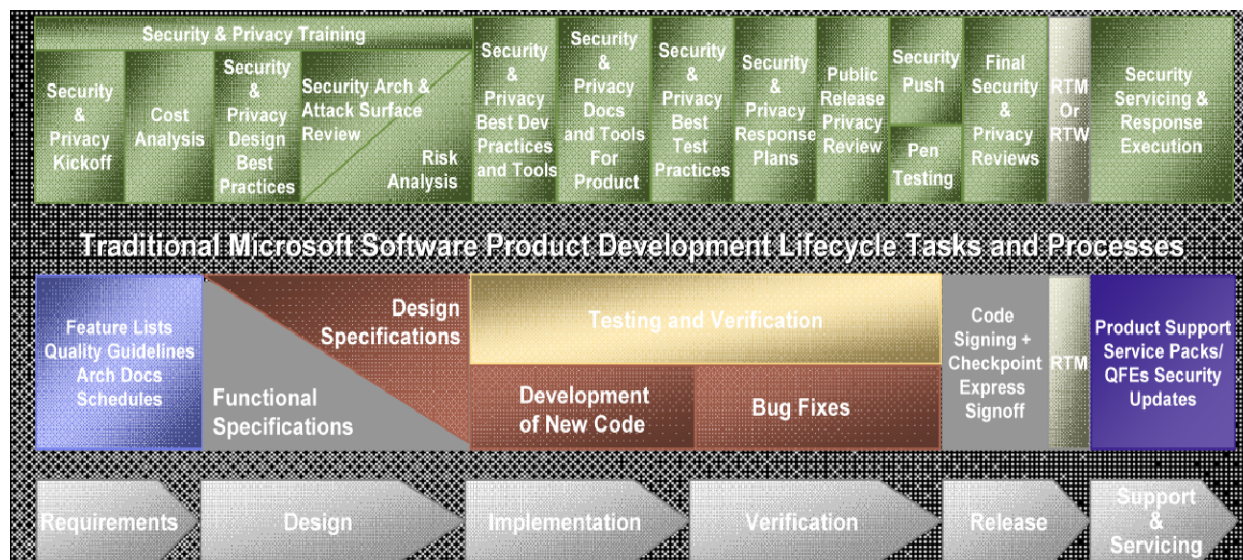 Security & Privacy Training
Security
&
Privacy
Kickoff
Cost
Analysis
Security
&
Privacy
Design
Best
Practices
Security Arch &
Attack Surface
Review
Risk
Analysis
Security
&
Privacy
Best Dev
Practices
and Tools
Security
&
Privacy
Docs
and Tools
For
Product
Security
&
Privacy
Best Test
Practices
Security
&
Privacy
Response
Plans
Public
Release
Privacy
Review
Security
Push
Pen
Testing
Final
Security
&
Privacy
Reviews
RTM
Or
RTW
Security
Servicing &
Response
Execution
Traditional Microsoft Software Product Development Lifecycle Tasks and Processes
Feature Lists
Quality Guidelines
Arch Docs
Schedules
Functional
Specifications
Design
Specifications
Testing and Verification
Development
of New Code
Bug Fixes
Code
Signing +
Checkpoint
Express
Signoff
RTM
Product Support
Service Packs/
QFEs Security
Updates
Requirements
Design
Implementation
Verification
Release
Support
&
Servicing